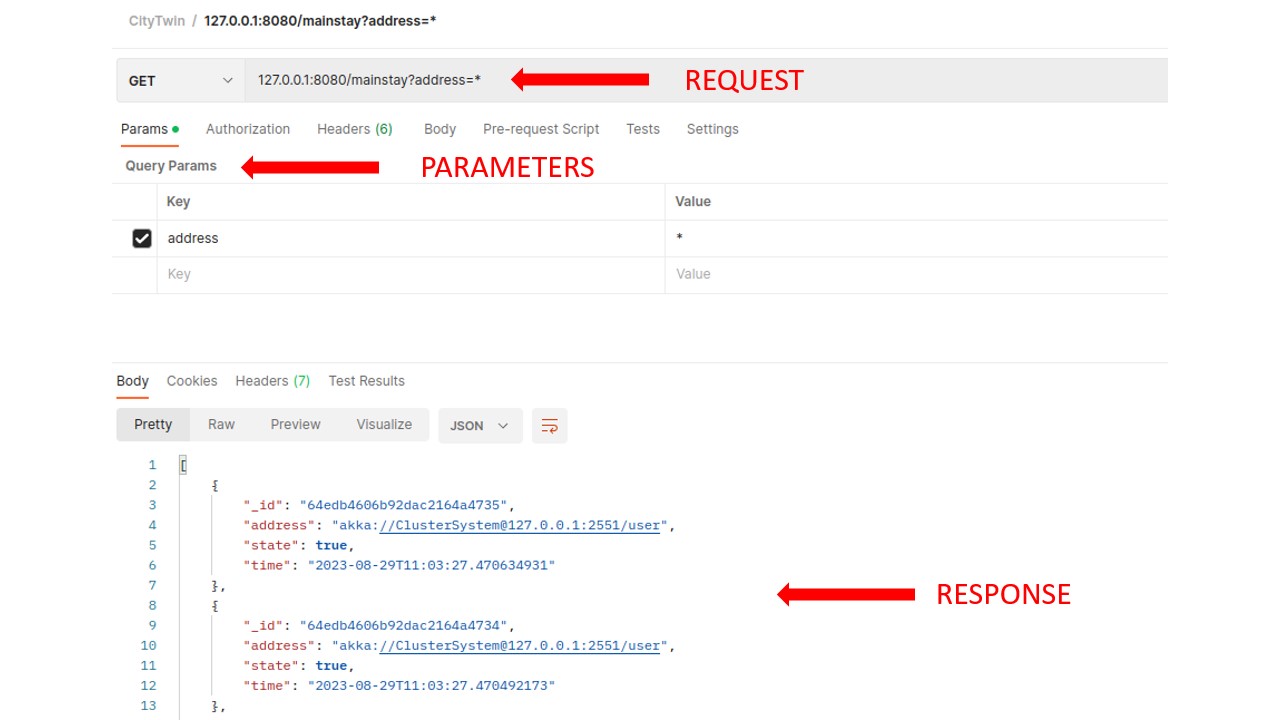 CityTwin / 127.0.0.1:8080/mainstay?address=*
GET 127.0.0.1:8080/mainstay?address=* REQUEST
Params Authorization Headers (6) Body Pre-request Script Tests Settings
Query Params PARAMETERS
Key Value
address *
Key Value
Body Cookies Headers (7) Test Results
Pretty Raw Preview Visualize JSON
1 [
2 {
3 "_id": "64edb4606b92dac2164a4735",
4 "address": "akka://ClusterSystem@127.0.0.1:2551/user",
5 "state": true,
6 "time": "2023-08-29T11:03:27.470634931"
7 },
8 { RESPONSE
9 "_id": "64edb4606b92dac2164a4734",
10 "address": "akka://ClusterSystem@127.0.0.1:2551/user",
11 "state": true,
12 "time": "2023-08-29T11:03:27.470492173"
13 },